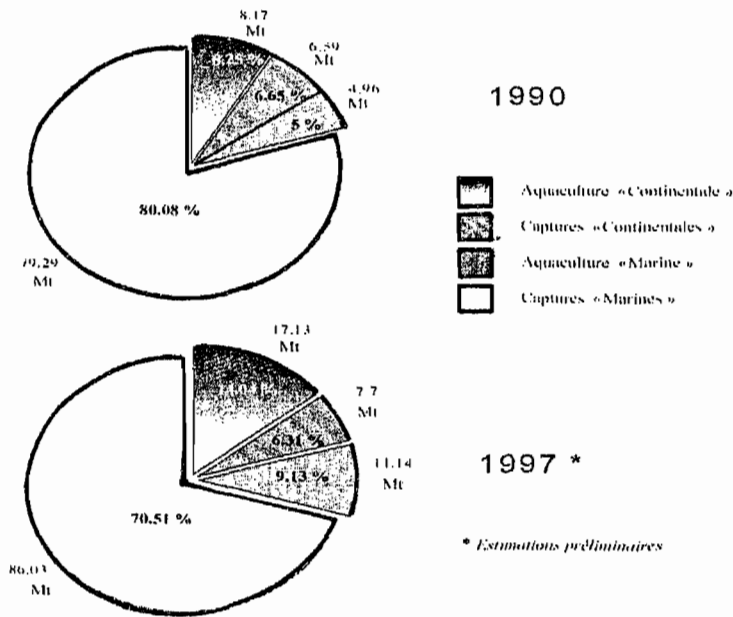 8.17
Mt
6.59
Mt
4.96
Mt
6.65 %
5 %
80.08 %
79.29
Mt
1990
Aquaculture «Continentale »
Captures «Continentales »
Aquaculture «Marine »
Captures «Marines »
17.13
Mt
7.7
Mt
6.31 %
11.14
Mt
9.13 %
70.51 %
86.03
Mt
1997 *
* Estimations préliminaires